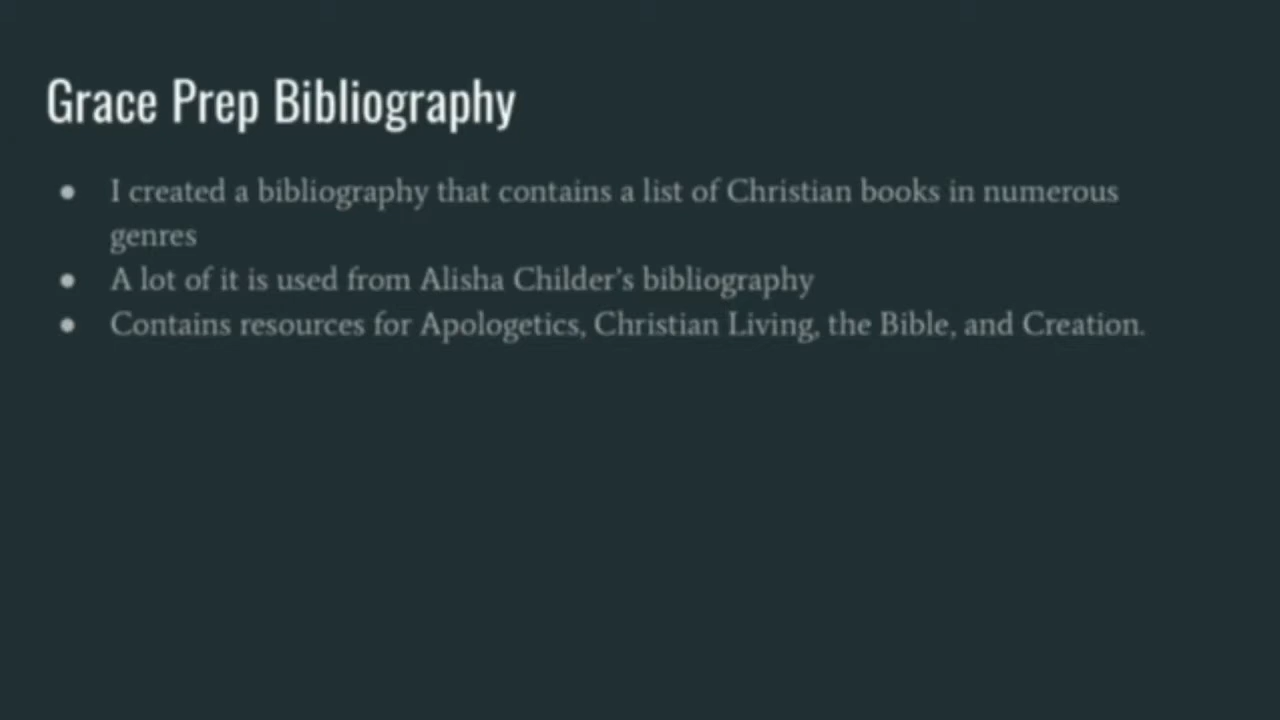 Grace Prep Bibliography
● I created a bibliography that contains a list of Christian books in numerous
genres
● A lot of it is used from Alisha Childer’s bibliography
● Contains resources for Apologetics, Christian Living, the Bible, and Creation.